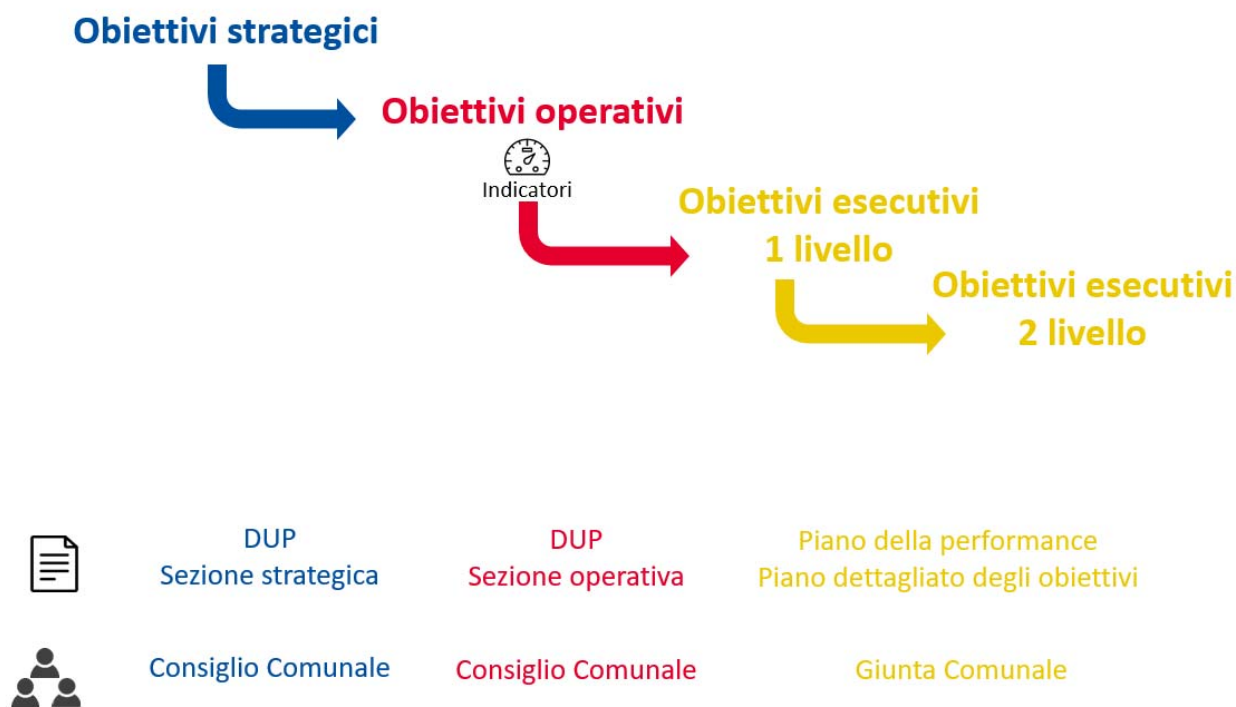 Obiettivi strategici
Obiettivi operativi
Indicatori
Obiettivi esecutivi
1 livello
Obiettivi esecutivi
2 livello
DUP
Sezione strategica
DUP
Sezione operativa
Piano della performance
Piano dettagliato degli obiettivi
Consiglio Comunale
Consiglio Comunale
Giunta Comunale